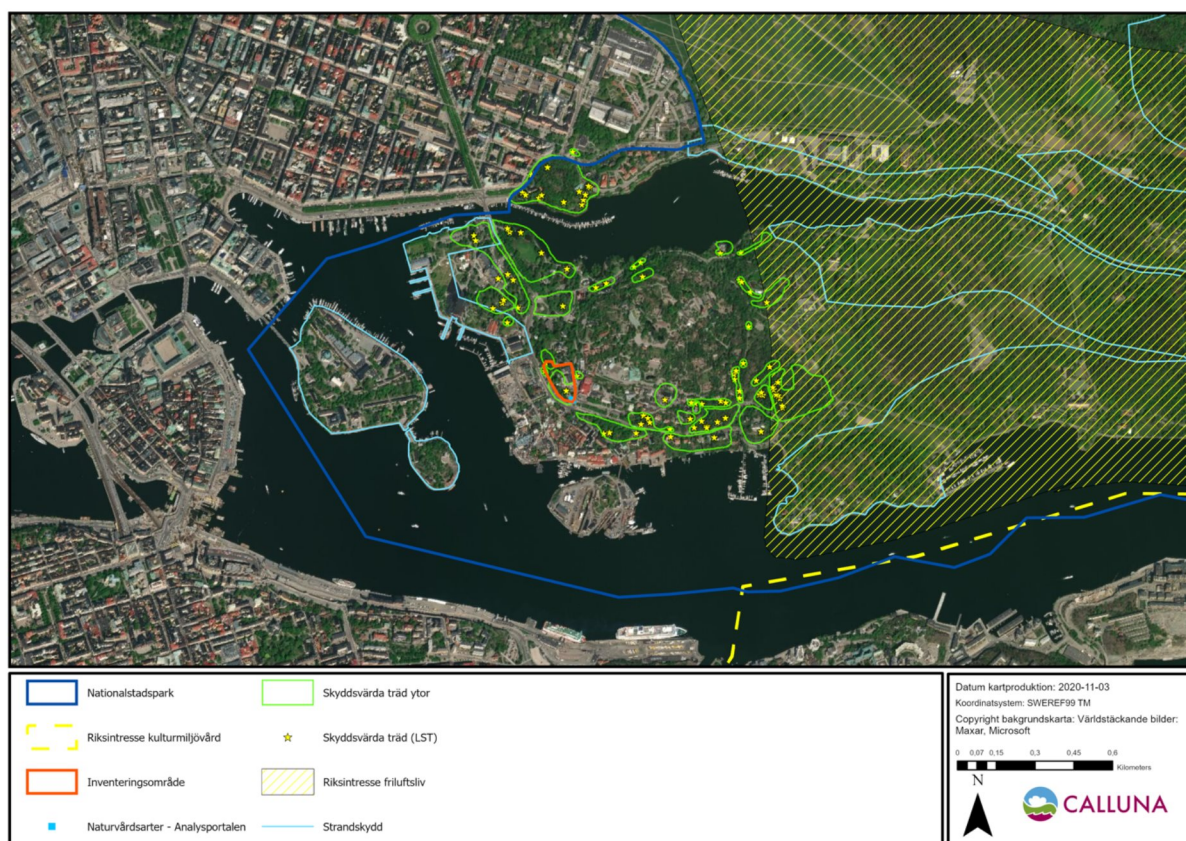 Nationalstadspark
Riksintresse kulturmiljövård
Inventeringsområde
Naturvårdsarter - Analysportalen
Skyddsvärda träd ytor
Skyddsvärda träd (LST)
Riksintresse friluftsliv
Strandskydd
Datum kartproduktion: 2020-11-03
Koordinatsystem: SWEREF99 TM
Copyright bakgrundskarta: Världstäckande bilder:
Maxar, Microsoft
0 0,07 0,15 0,3 0,45 0,6
Kilometers
N
CALLUNA